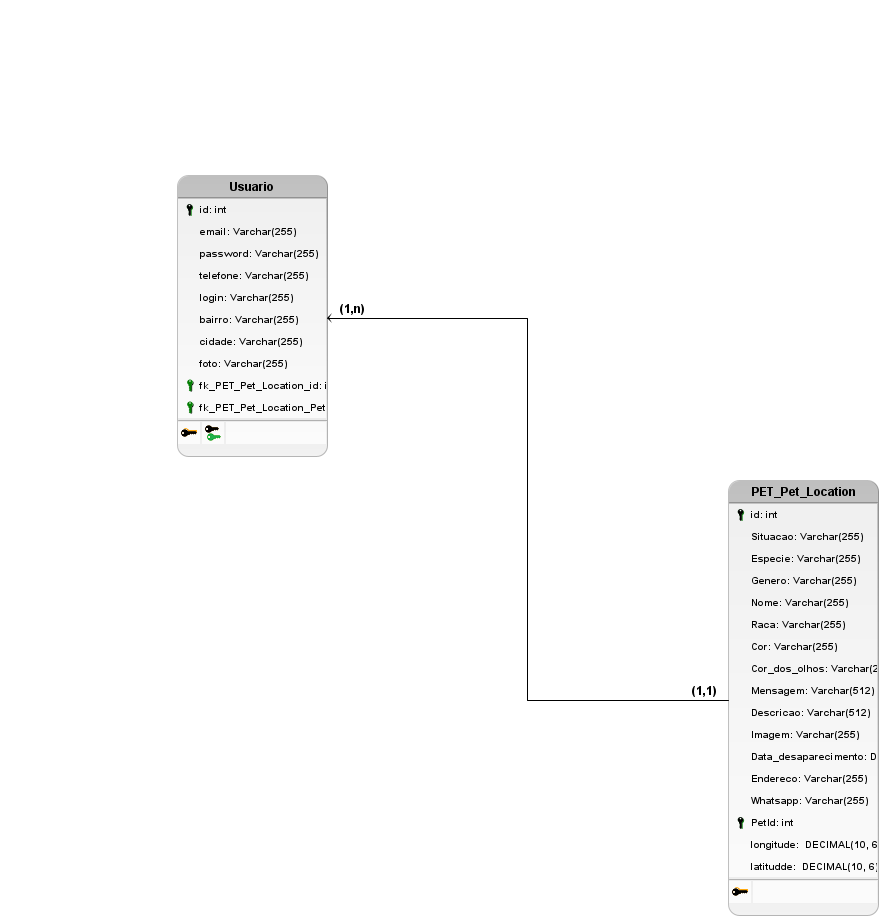 Usuario
id: int
email: Varchar(255)
password: Varchar(255)
telefone: Varchar(255)
login: Varchar(255)
bairro: Varchar(255)
cidade: Varchar(255)
foto: Varchar(255)
fk_PET_Pet_Location_id: i
fk_PET_Pet_Location_Pet
(1,n)
(1,1)
PET_Pet_Location
id: int
Situacao: Varchar(255)
Especie: Varchar(255)
Genero: Varchar(255)
Nome: Varchar(255)
Raca: Varchar(255)
Cor: Varchar(255)
Cor_dos_olhos: Varchar(2
Mensagem: Varchar(512)
Descricao: Varchar(512)
Imagem: Varchar(255)
Data_desaparecimento: D
Endereco: Varchar(255)
Whatsapp: Varchar(255)
PetId: int
longitude: DECIMAL(10, 6
latitudde: DECIMAL(10, 6)